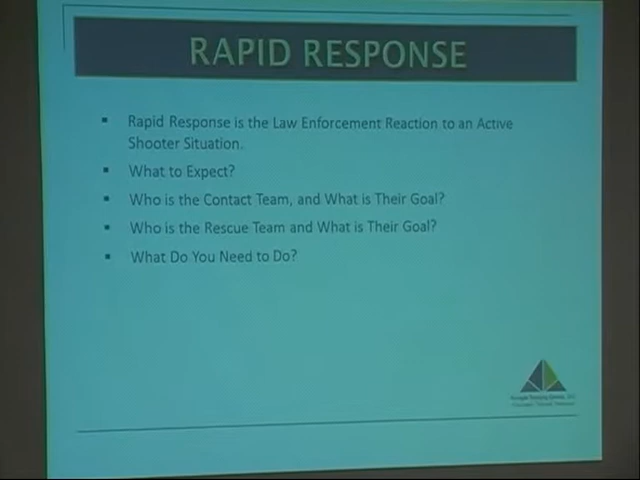 RAPID RESPONSE
Rapid Response is the Law Enforcement Reaction to an Active
Shooter Situation.
What to Expect?
Who is the Contact Team, and What is Their Goal?
Who is the Rescue Team and What is Their Goal?
What Do You Need to Do?